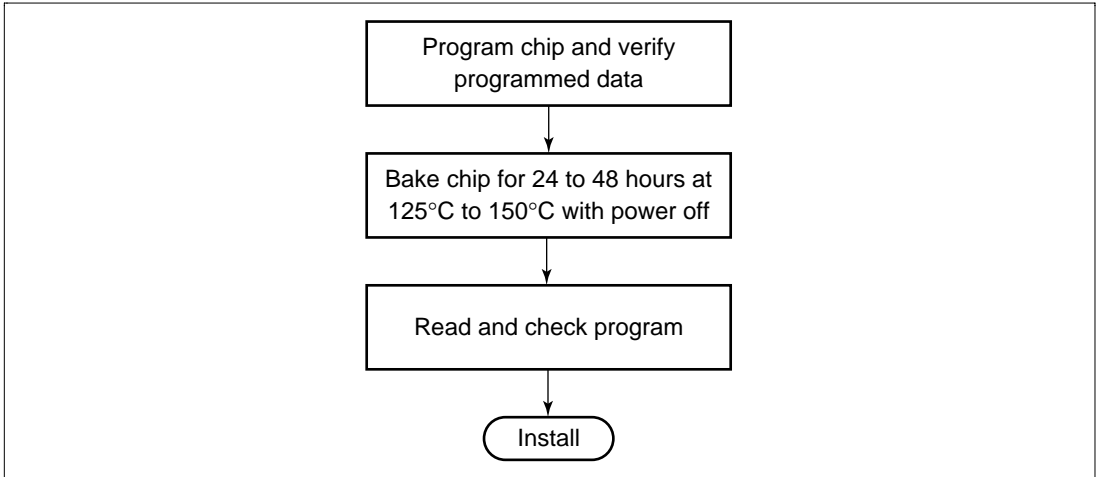 Program chip and verify
programmed data
Bake chip for 24 to 48 hours at
125°C to 150°C with power off
Read and check program
Install